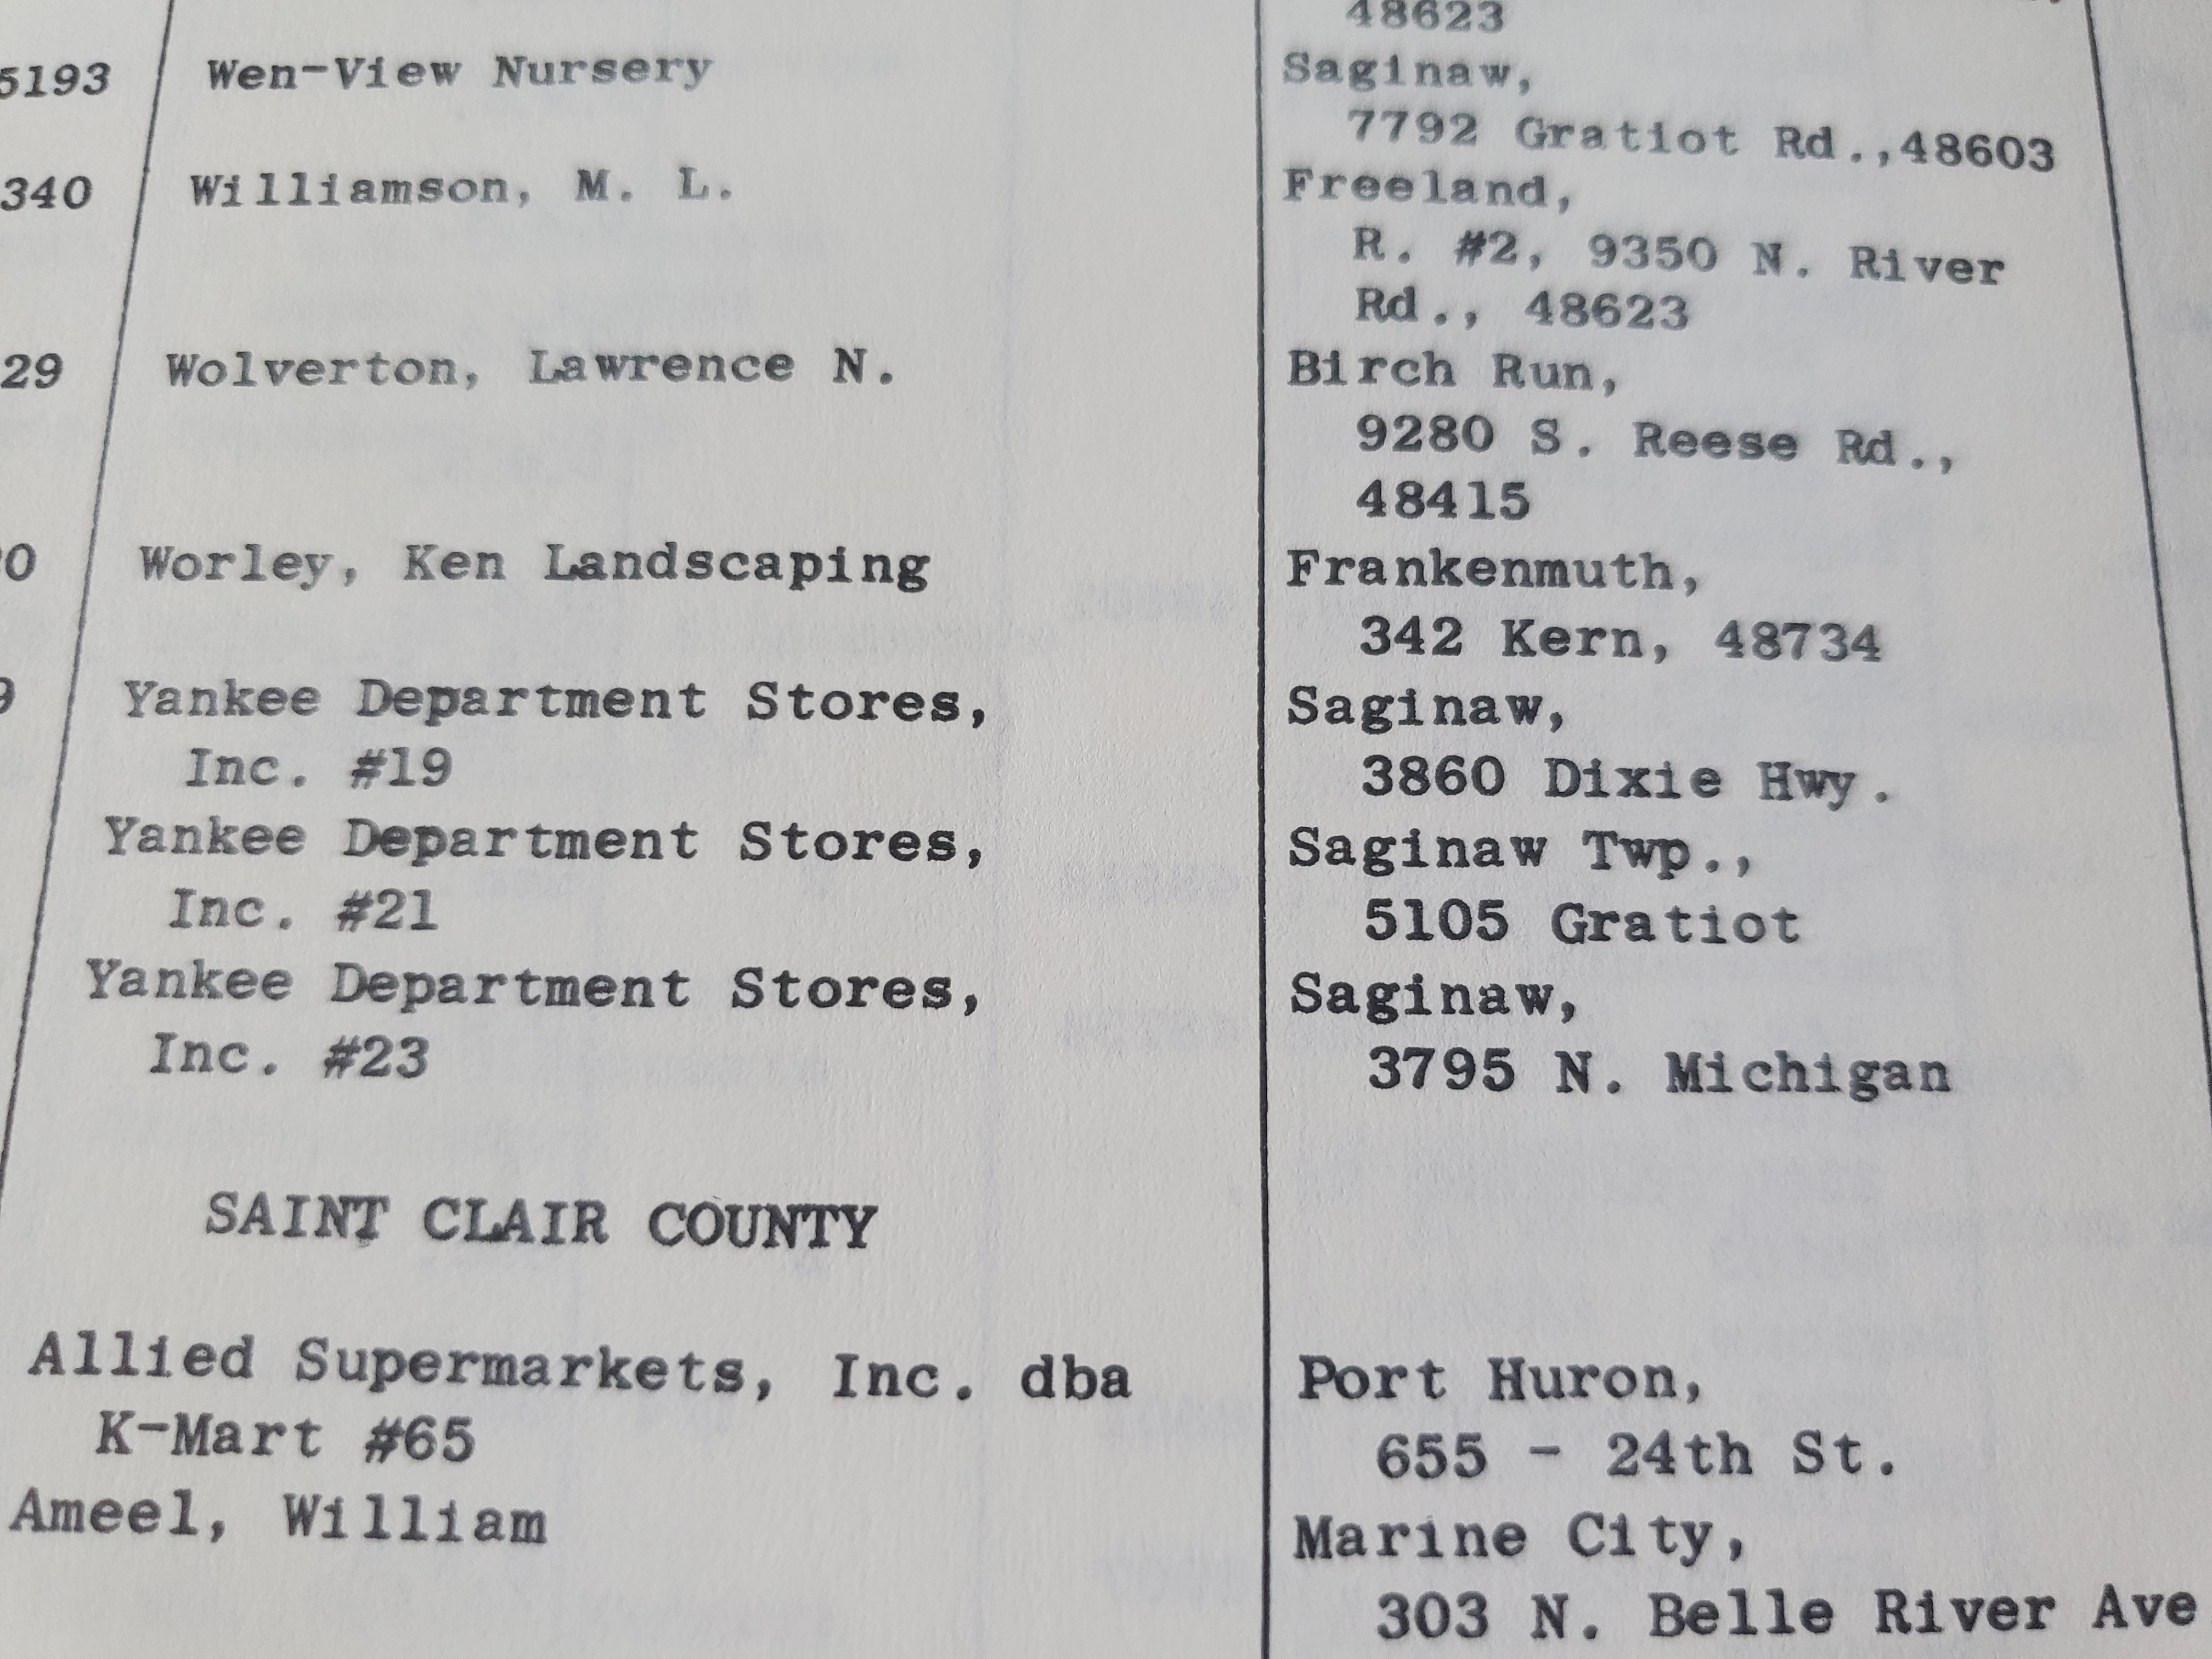 48623
5193 Wen-View Nursery Saginaw,
7792 Gratiot Rd.,48603
340 Williamson, M. L. Freeland,
R. #2, 9350 N. River
Rd., 48623
29 Wolverton, Lawrence N. Birch Run,
9280 S. Reese Rd.,
48415
0 Worley, Ken Landscaping Frankenmuth,
342 Kern, 48734
9 Yankee Department Stores, Saginaw,
Inc. #19 3860 Dixie Hwy.
Yankee Department Stores, Saginaw Twp.,
Inc. #21 5105 Gratiot
Yankee Department Stores, Saginaw,
Inc. #23 3795 N. Michigan
SAINT CLAIR COUNTY
Allied Supermarkets, Inc. dba Port Huron,
K-Mart #65 655 - 24th St.
Ameel, William Marine City,
303 N. Belle River Ave